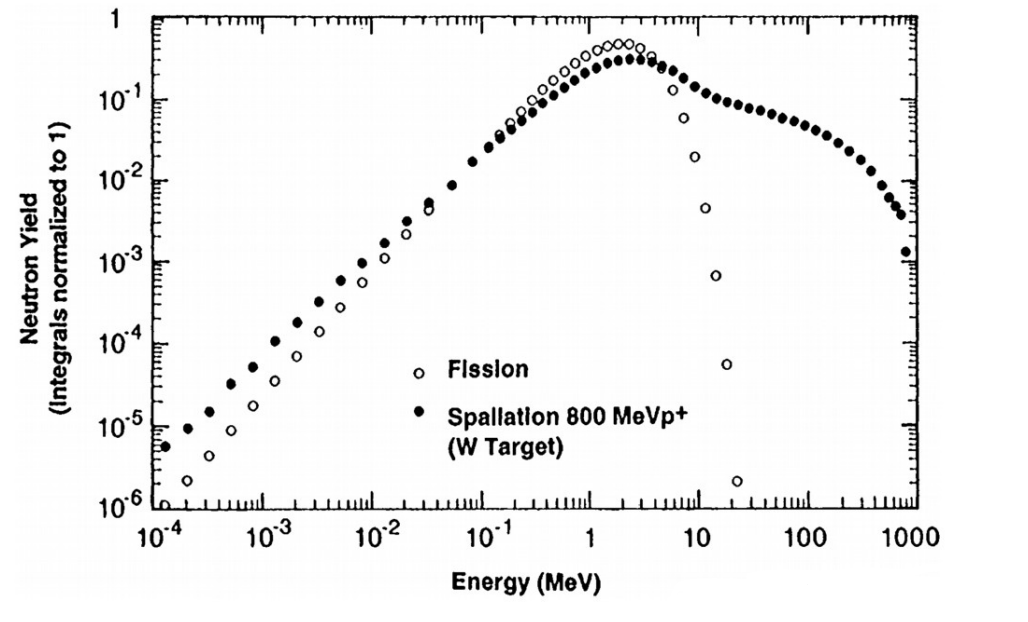 1
10-1
10-2
10-3
10-4
10-5
10-6
Neutron Yield
(Integrals normalized to 1)
Fission
Spallation 800 MeVp+
(W Target)
10-4 10-3 10-2 10-1 1 10 100 1000
Energy (MeV)